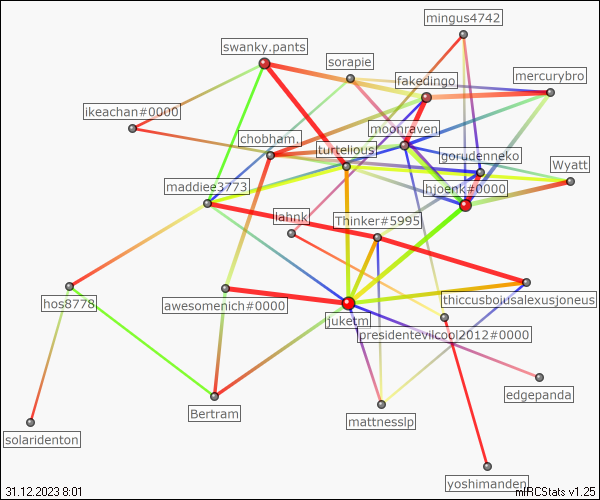 mingus4742
swanky.pants
sorapie
fakedingo
mercurybro
ikeachan#0000
moonraven
chobham.
turtelious.
gorudenneko
Wyatt
maddiee3773
hjoenk#0000
lahnk
Thinker#5995
hos8778
awesomenich#0000
thiccusboidsalexusjoneus
juketm
presidentevilcool2012#0000
edgepanda
Bertram
mattnesslp
solaridenton
yoshimanden
31.12.2023 8:01
mIRCStats v1.25